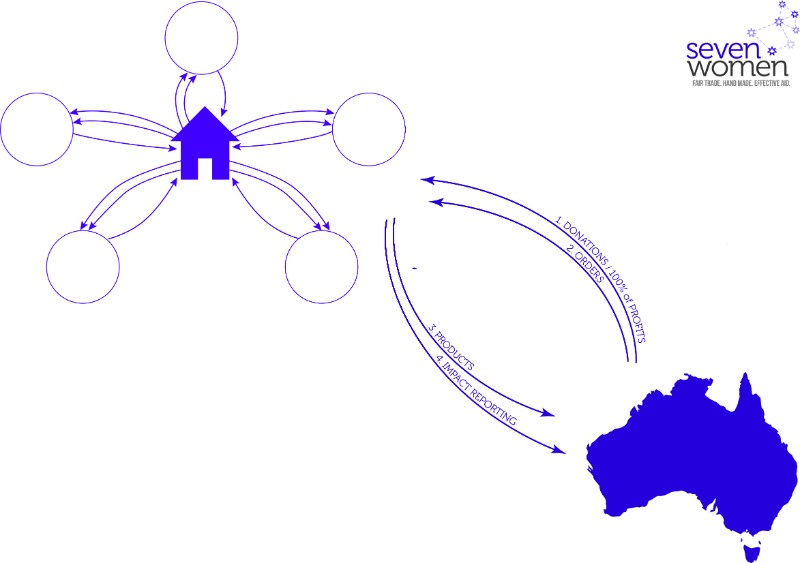 seven
women
FAIR TRADE. HAND MADE. EFFECTIVE AID.
1. DONATIONS / 100% of PROFITS
2. ORDERS
3. PRODUCTS
4. IMPACT REPORTING